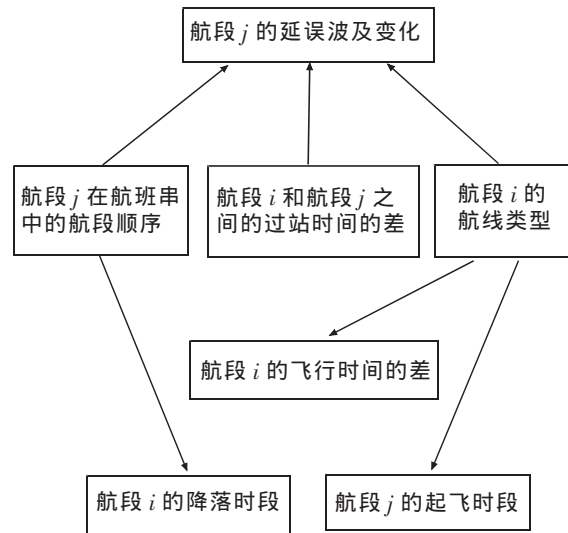 航段 j 的延误波及变化
航段 j 在航班串
中的航段顺序
航段 i 和航段 j 之
间的过站时间的差
航段 i 的
航线类型
航段 i 的飞行时间的差
航段 i 的降落时段
航段 j 的起飞时段